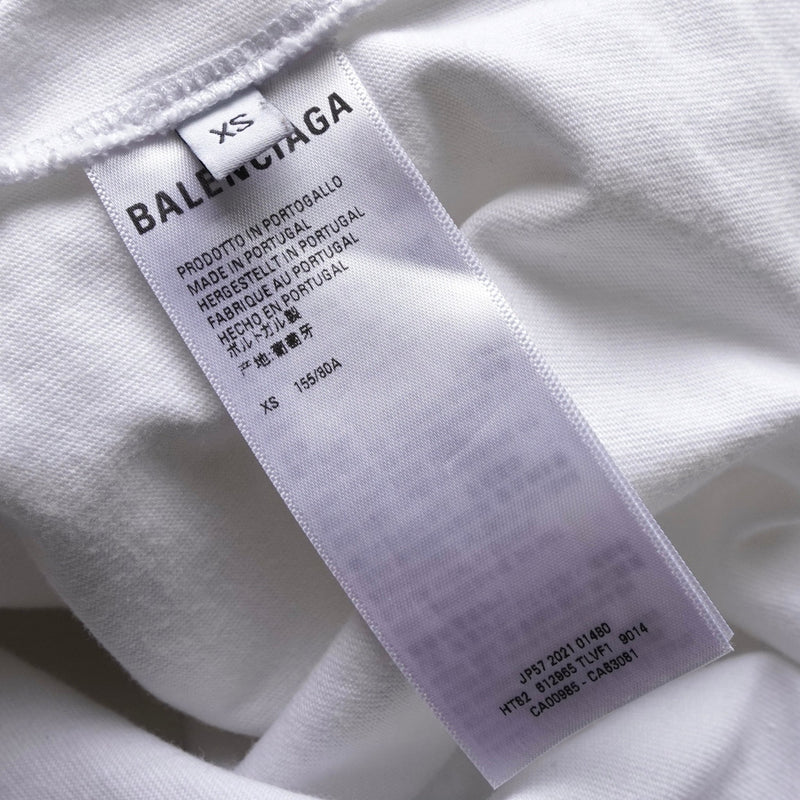 XS
BALENCIAGA
PRODOTTO IN PORTOGALLO
MADE IN PORTUGAL
HERGESTELLT IN PORTUGAL
FABRIQUE AU PORTUGAL
HECHO EN PORTUGAL
ポルトガル製
产地:葡萄牙
XS 155/80A
JP57 2021 01480
HT82 612965 TLVF1 9014
CA00985 - CA63081